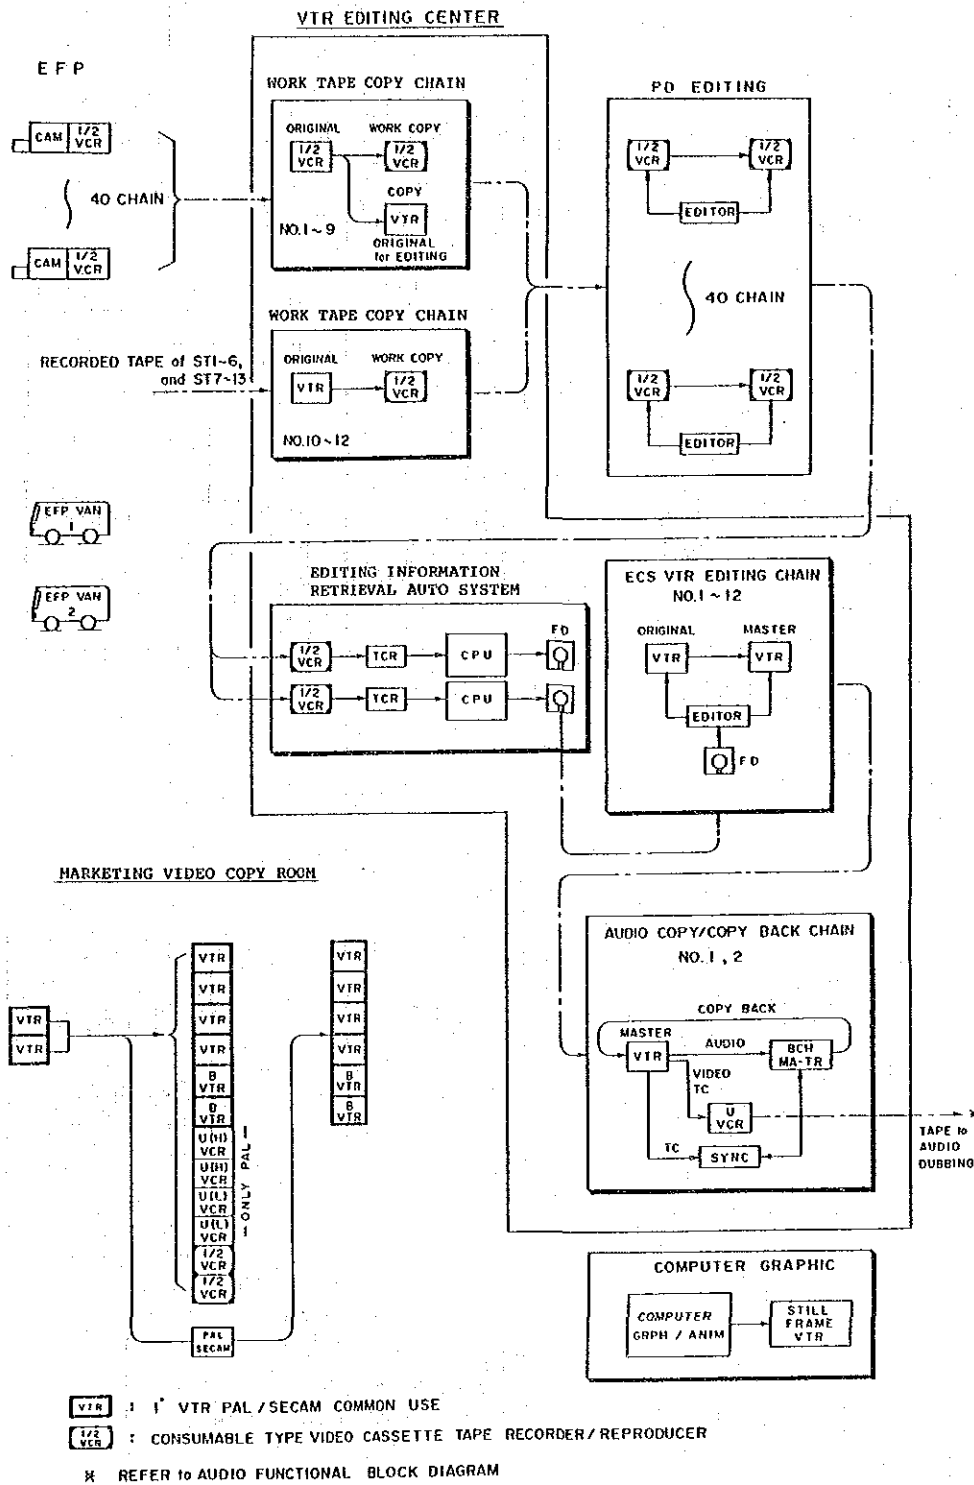 VTR EDITING CENTER
EFP
CAM 1/2 VCR
40 CHAIN
CAM 1/2 VCR
WORK TAPE COPY CHAIN
ORIGINAL WORK COPY
1/2 VCR 1/2 VCR
COPY
VTR
NO.1~9
ORIGINAL
for EDITING
WORK TAPE COPY CHAIN
RECORDED TAPE of ST1~6,
and ST7~13
ORIGINAL WORK COPY
VTR 1/2 VCR
NO.10~12
PD EDITING
1/2 VCR 1/2 VCR
EDITOR
40 CHAIN
1/2 VCR 1/2 VCR
EDITOR
EFP VAN
1
EFP VAN
2
EDITING INFORMATION
RETRIEVAL AUTO SYSTEM
FD
1/2 VCR TCR CPU
1/2 VCR TCR CPU
ECS VTR EDITING CHAIN
NO.1~12
ORIGINAL MASTER
VTR VTR
EDITOR
FD
MARKETING VIDEO COPY ROOM
VTR
VTR
VTR
VTR
VTR
VTR
B VTR
B VTR
U(H) VCR
U(H) VCR
U(L) VCR
U(L) VCR
1/2 VCR
1/2 VCR
—ONLY PAL—
PAL
SECAM
VTR
VTR
VTR
VTR
B VTR
B VTR
AUDIO COPY/COPY BACK CHAIN
NO.1,2
COPY BACK
MASTER
VTR
AUDIO
8CH
MA-TR
VIDEO
TC
U
VCR
TC
SYNC
※
TAPE to
AUDIO
DUBBING
COMPUTER GRAPHIC
COMPUTER
GRPH / ANIM
STILL
FRAME
VTR
VTR : 1" VTR PAL/SECAM COMMON USE
1/2 VCR : CONSUMABLE TYPE VIDEO CASSETTE TAPE RECORDER/REPRODUCER
※ REFER to AUDIO FUNCTIONAL BLOCK DIAGRAM